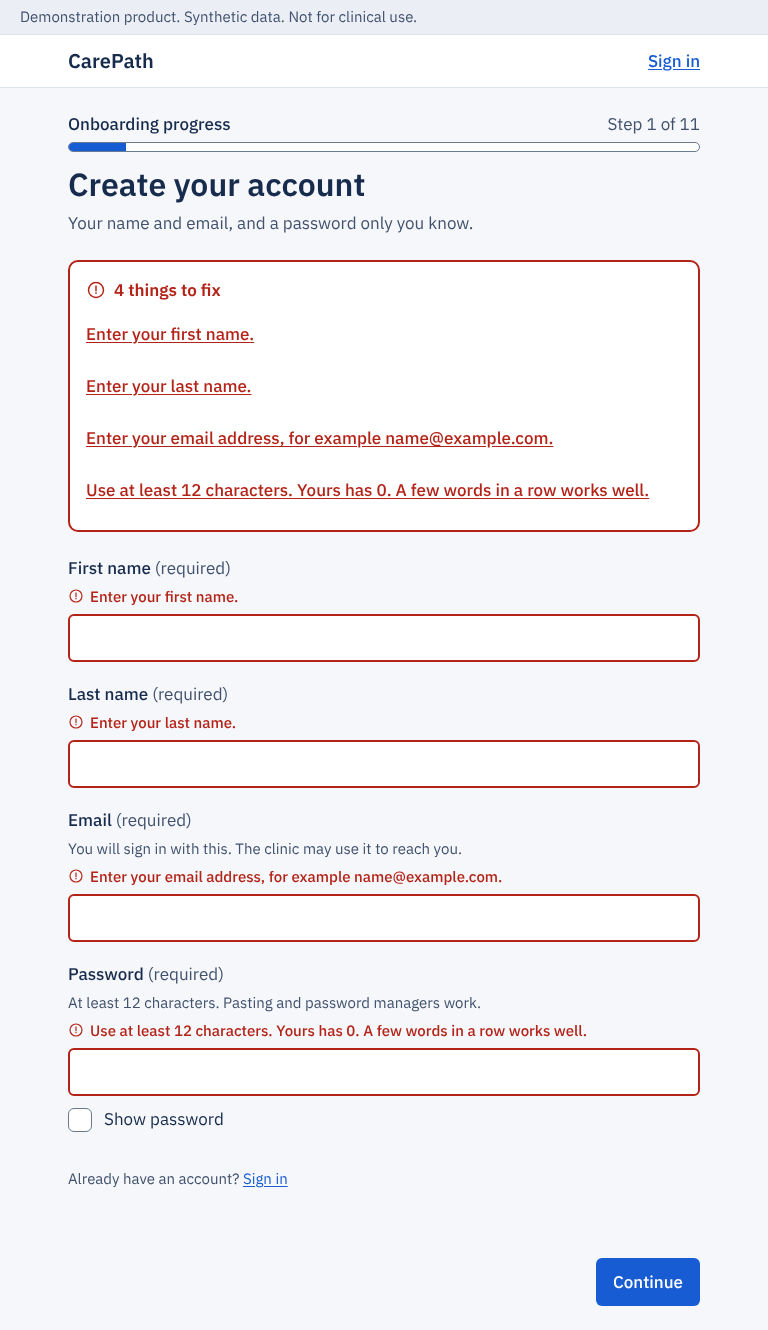 Demonstration product. Synthetic data. Not for clinical use.
CarePath
Sign in
Onboarding progress
Step 1 of 11
Create your account
Your name and email, and a password only you know.
4 things to fix
Enter your first name.
Enter your last name.
Enter your email address, for example name@example.com.
Use at least 12 characters. Yours has 0. A few words in a row works well.
First name (required)
Enter your first name.
Last name (required)
Enter your last name.
Email (required)
You will sign in with this. The clinic may use it to reach you.
Enter your email address, for example name@example.com.
Password (required)
At least 12 characters. Pasting and password managers work.
Use at least 12 characters. Yours has 0. A few words in a row works well.
Show password
Already have an account? Sign in
Continue